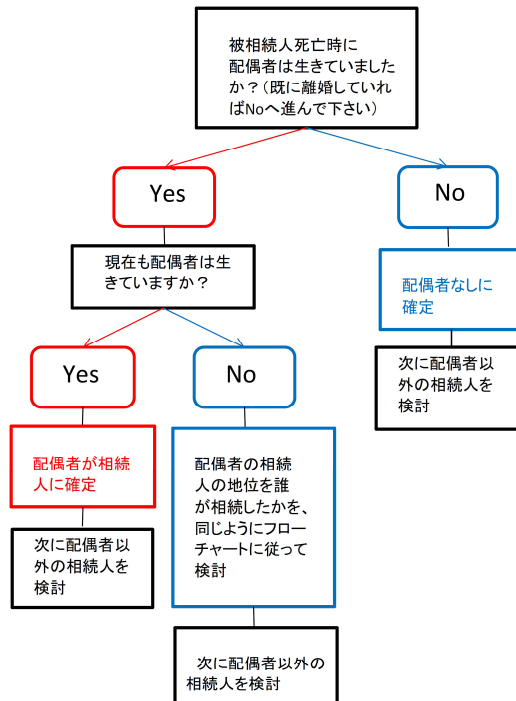 被相続人死亡時に
配偶者は生きていました
か？（既に離婚していれ
ばNoへ進んで下さい）
Yes
No
現在も配偶者は生
きていますか？
配偶者なしに
確定
Yes
No
次に配偶者以
外の相続人を
検討
配偶者が相続
人に確定
配偶者の相続
人の地位を誰
が相続したかを、
同じようにフロー
チャートに従って
検討
次に配偶者以
外の相続人を
検討
次に配偶者以外の
相続人を検討